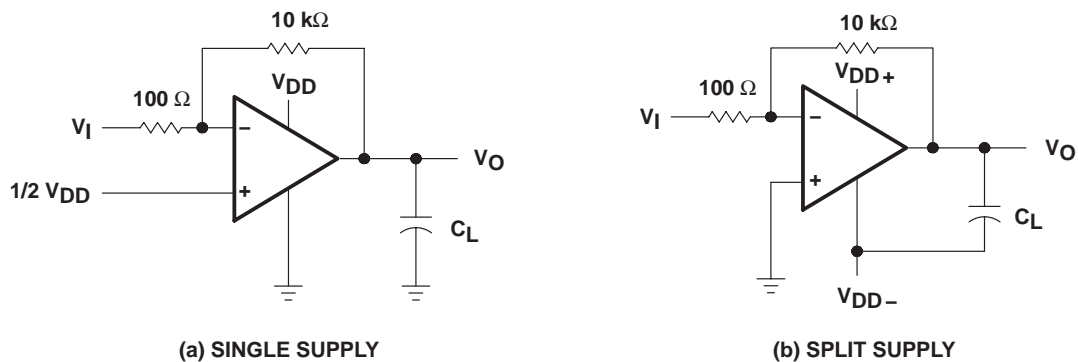 10 kΩ
VDD
100 Ω
VI
−
+
1/2 VDD
VO
CL
(a) SINGLE SUPPLY
10 kΩ
VDD+
100 Ω
VI
−
+
VO
CL
VDD−
(b) SPLIT SUPPLY